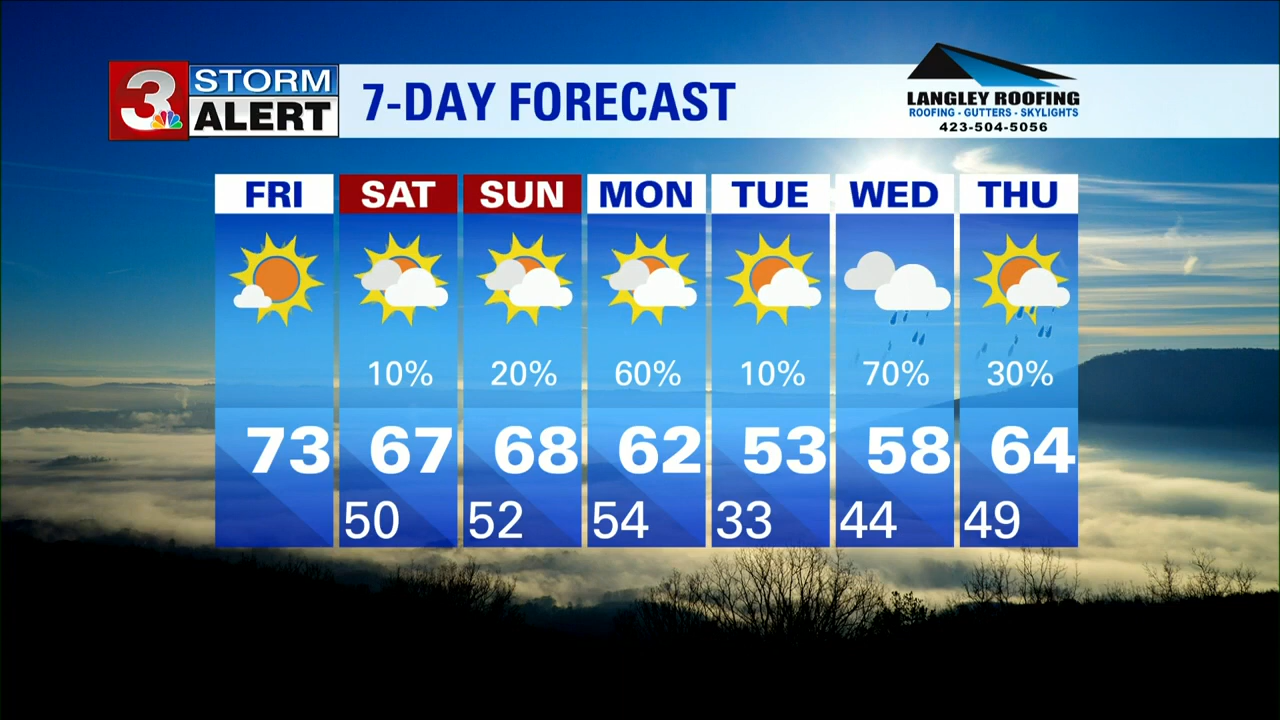 3 STORM ALERT
7-DAY FORECAST
LANGLEY ROOFING
ROOFING - GUTTERS - SKYLIGHTS
423-504-5056
FRI SAT SUN MON TUE WED THU
10% 20% 60% 10% 70% 30%
73 67 68 62 53 58 64
50 52 54 33 44 49